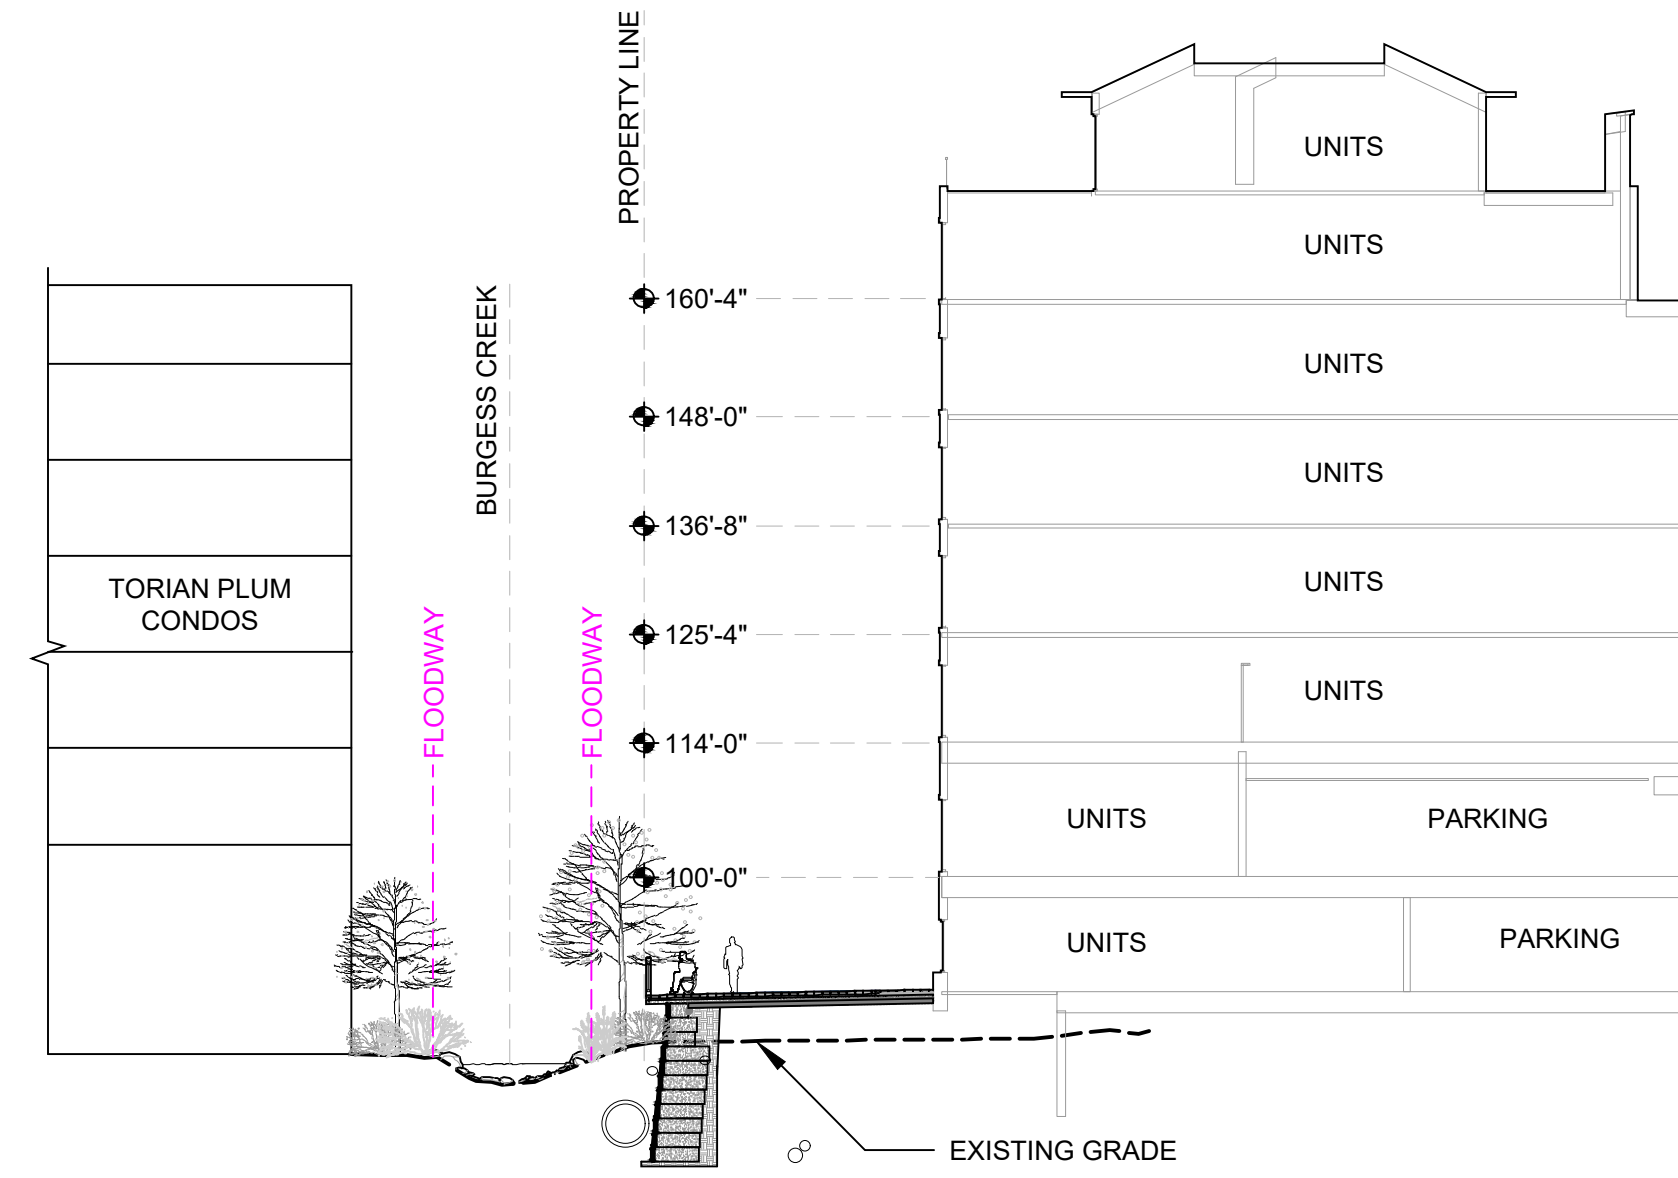 PROPERTY LINE
UNITS
UNITS
BURGESS CREEK
160'-4"
UNITS
148'-0"
UNITS
136'-8"
TORIAN PLUM
CONDOS
FLOODWAY
FLOODWAY
UNITS
125'-4"
UNITS
114'-0"
UNITS
PARKING
100'-0"
UNITS
PARKING
EXISTING GRADE